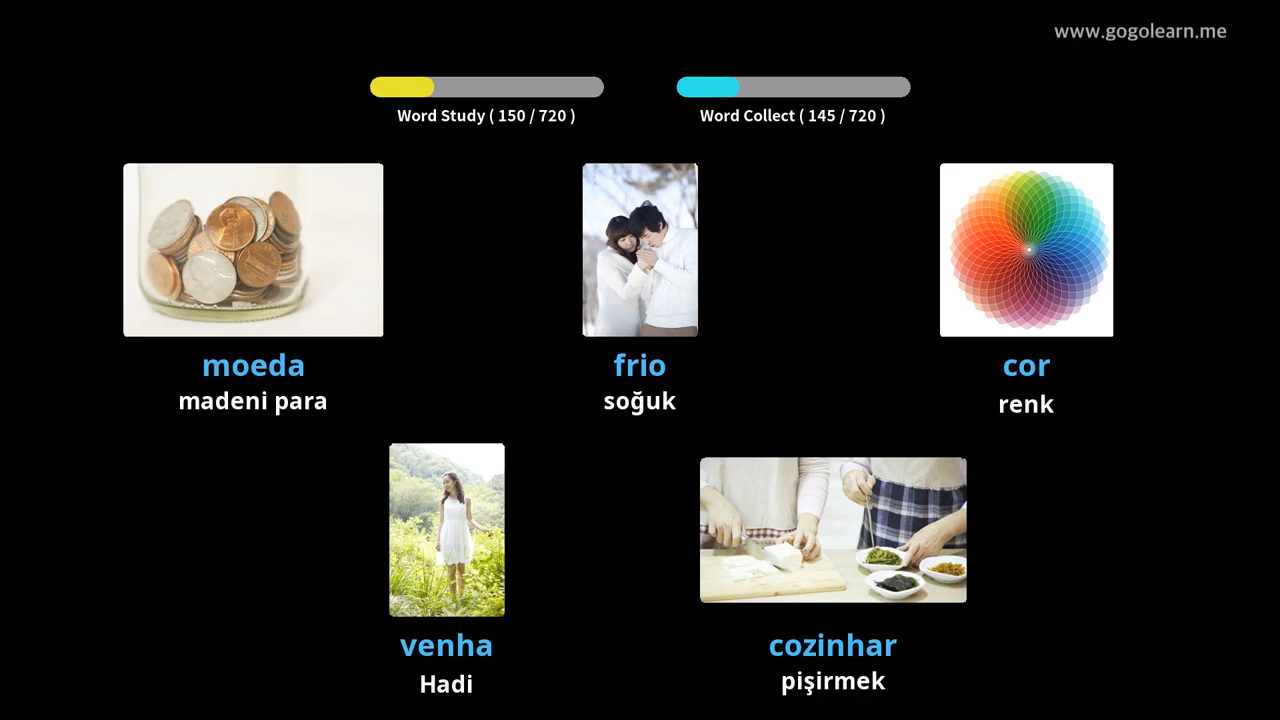 www.gogolearn.me
Word Study ( 150 / 720 )
Word Collect ( 145 / 720 )
moeda
madeni para
frio
soğuk
cor
renk
venha
Hadi
cozinhar
pişirmek